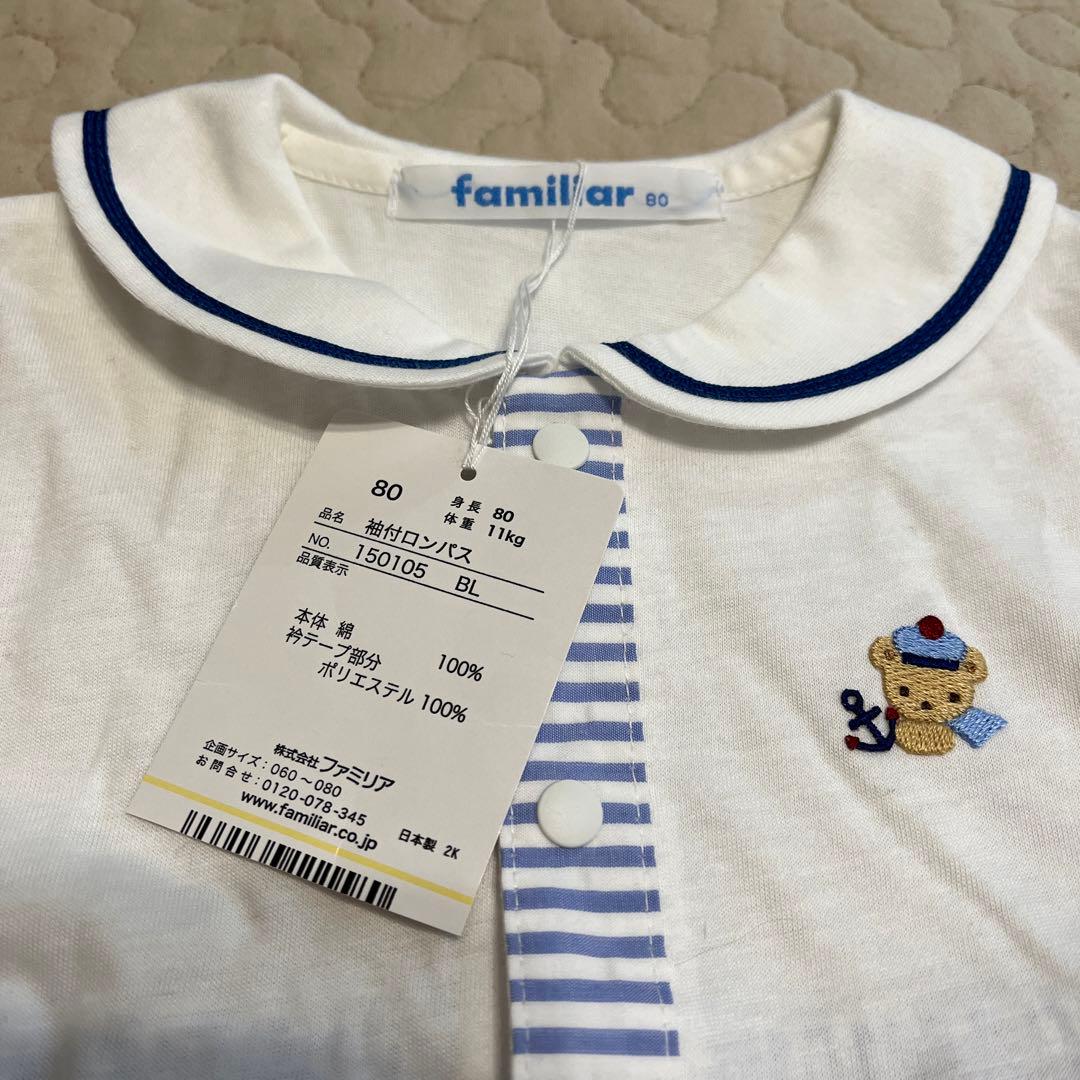 familiar 80
80 身長 80
体重 11kg
品名 袖付ロンパス
NO. 150105 BL
品質表示
本体 綿 100%
衿テープ部分
ポリエステル 100%
株式会社ファミリア
企画サイズ:060～080
お問合せ:0120-078-345
www.familiar.co.jp
日本製 2K